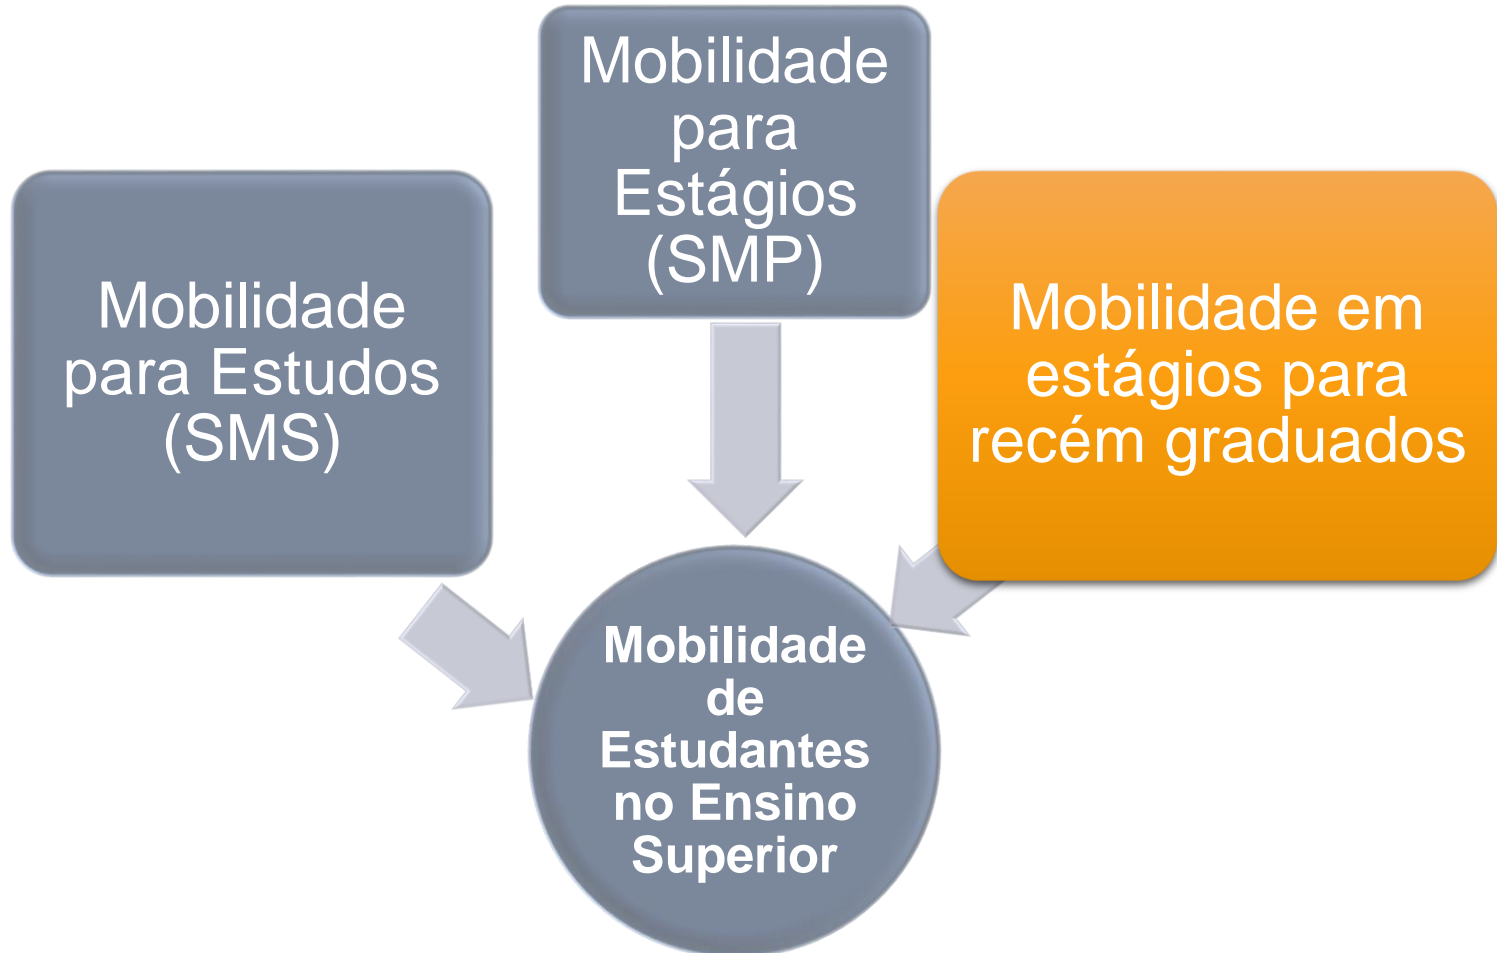 Mobilidade
para Estudos
(SMS)
Mobilidade
para
Estágios
(SMP)
Mobilidade em
estágios para
recém graduados
Mobilidade
de
Estudantes
no Ensino
Superior